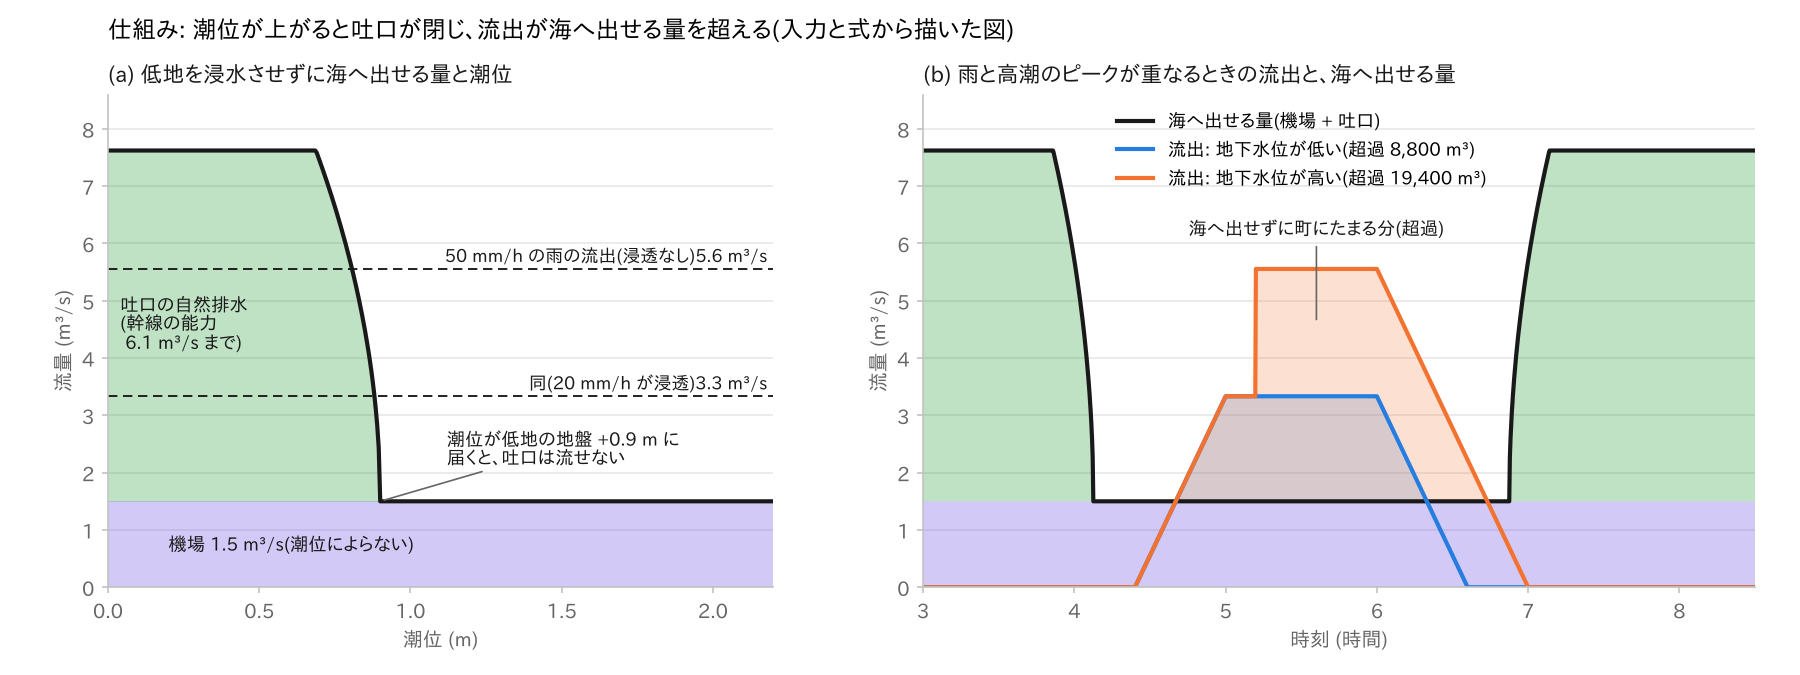 仕組み: 潮位が上がると吐口が閉じ、流出が海へ出せる量を超える(入力と式から描いた図)
(a) 低地を浸水させずに海へ出せる量と潮位
8
7
6
5
4
3
2
1
0
流量 (m³/s)
50 mm/h の雨の流出(浸透なし)5.6 m³/s
吐口の自然排水
(幹線の能力
6.1 m³/s まで)
同(20 mm/h が浸透)3.3 m³/s
潮位が低地の地盤 +0.9 m に
届くと、吐口は流せない
機場 1.5 m³/s(潮位によらない)
0.0
0.5
1.0
1.5
2.0
潮位 (m)
(b) 雨と高潮のピークが重なるときの流出と、海へ出せる量
8
7
6
5
4
3
2
1
0
流量 (m³/s)
海へ出せる量(機場 + 吐口)
流出: 地下水位が低い(超過 8,800 m³)
流出: 地下水位が高い(超過 19,400 m³)
海へ出せずに町にたまる分(超過)
3
4
5
6
7
8
時刻 (時間)